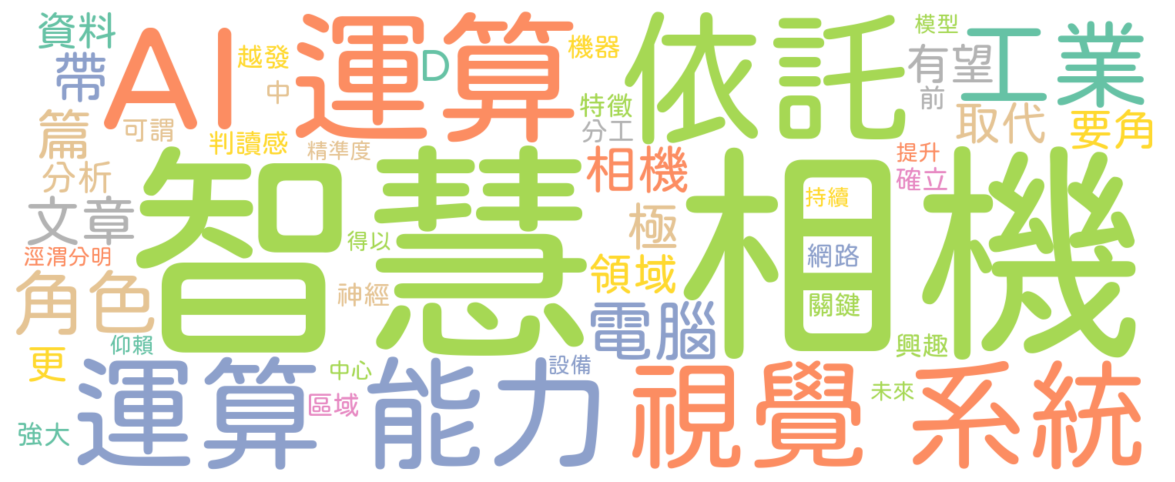 資料
帶
AI運算
越發
中
D
機器
依託
模型
有望
前
工業
篇
可謂
判讀感
精準度
特徵
分工
取代
要角
分析
文章
智慧相機
相機
提升
確立
持續
極
得以
網路
涇渭分明
角色
神經
領域
關鍵
電腦
興趣
仰賴
更
運算能力
設備
中心
區域
視覺系統
未來
強大